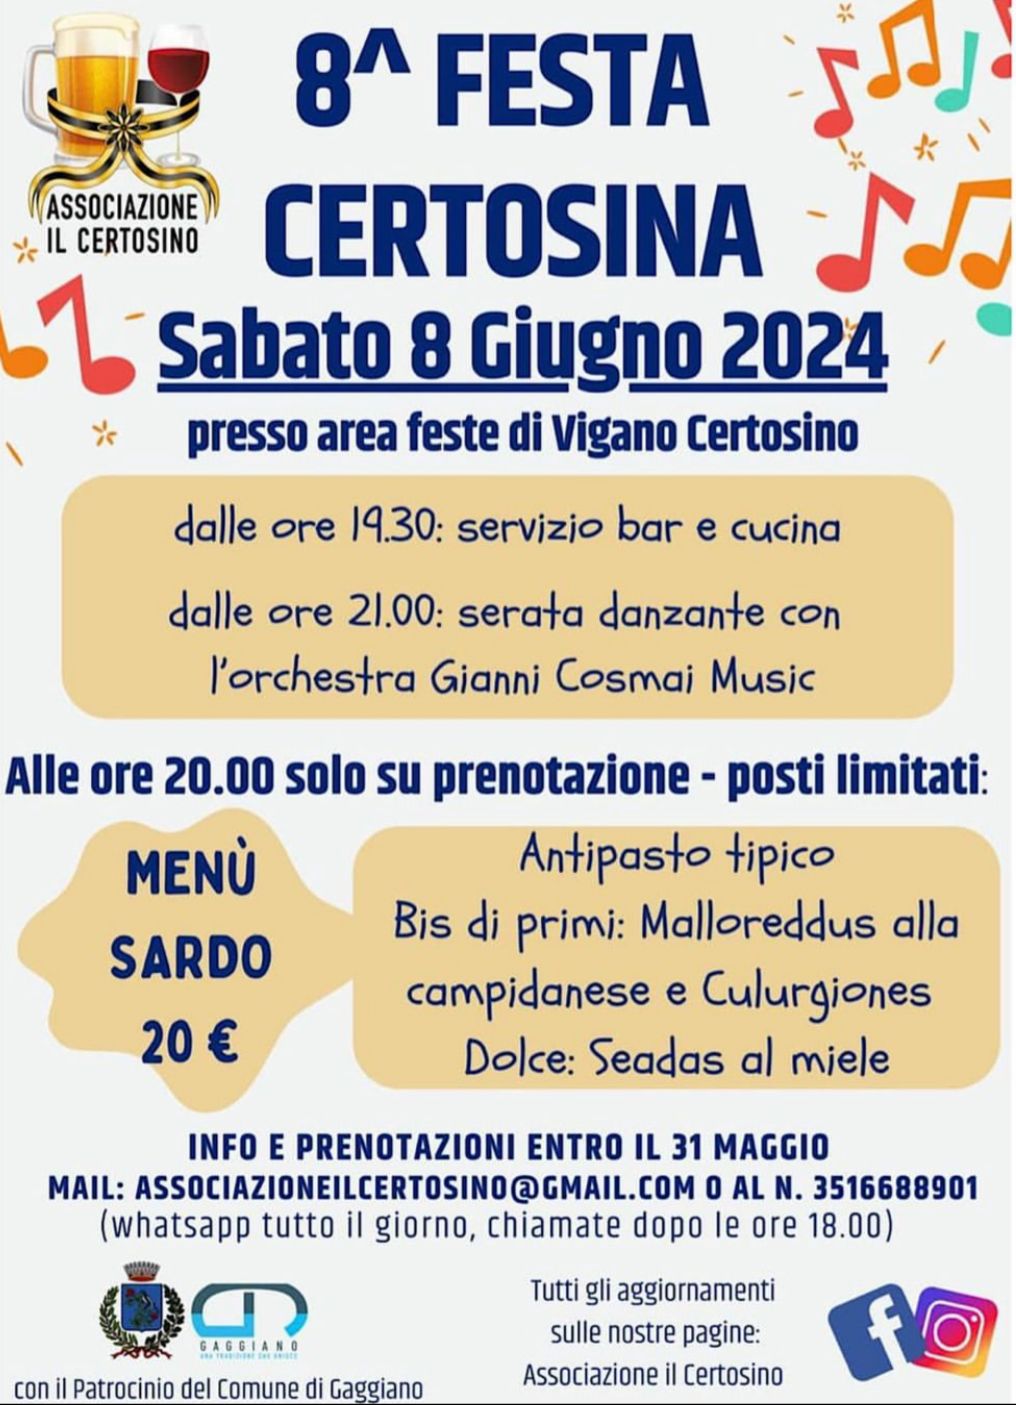 8^ FESTA
CERTOSINA
ASSOCIAZIONE
IL CERTOSINO
Sabato 8 Giugno 2024
presso area feste di Vigano Certosino
dalle ore 19.30: servizio bar e cucina
dalle ore 21.00: serata danzante con
l'orchestra Gianni Cosmai Music
Alle ore 20.00 solo su prenotazione - posti limitati:
MENÙ
SARDO
20 €
Antipasto tipico
Bis di primi: Malloreddus alla
campidanese e Culurgiones
Dolce: Seadas al miele
INFO E PRENOTAZIONI ENTRO IL 31 MAGGIO
MAIL: ASSOCIAZIONEILCERTOSINO@GMAIL.COM O AL N. 3516688901
(whatsapp tutto il giorno, chiamate dopo le ore 18.00)
GAGGIANO
UNA TRADIZIONE CHE UNISCE
con il Patrocinio del Comune di Gaggiano
Tutti gli aggiornamenti
sulle nostre pagine:
Associazione il Certosino